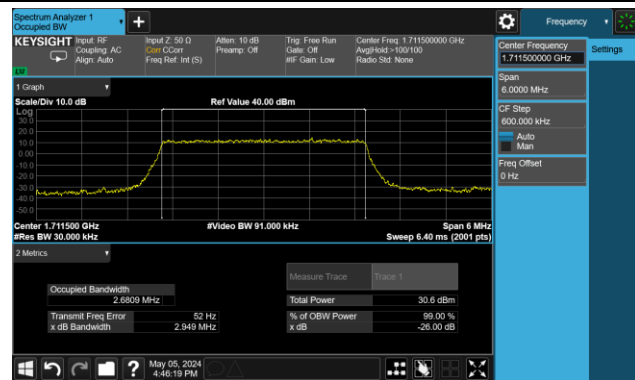 Spectrum Analyzer 1
Occupied BW
Frequency
KEYSIGHT
Input: RF
Coupling: AC
Align: Auto
Input Z: 50 Ω
Corr CCorr
Freq Ref: Int (S)
Atten: 10 dB
Preamp: Off
Trig: Free Run
Gate: Off
#IF Gain: Low
Center Freq: 1.711500000 GHz
Avg|Hold:>100/100
Radio Std: None
Center Frequency
1.711500000 GHz
Settings
Span
6.0000 MHz
CF Step
600.000 kHz
Auto
Man
Freq Offset
0 Hz
1 Graph
Scale/Div 10.0 dB
Ref Value 40.00 dBm
Log
30.0
20.0
10.0
0.00
-10.0
-20.0
-30.0
-40.0
-50.0
Center 1.711500 GHz
#Video BW 91.000 kHz
Span 6 MHz
#Res BW 30.000 kHz
Sweep 6.40 ms (2001 pts)
2 Metrics
Measure Trace
Trace 1
Occupied Bandwidth
2.6809 MHz
Total Power
30.6 dBm
Transmit Freq Error
52 Hz
% of OBW Power
99.00 %
x dB Bandwidth
2.949 MHz
x dB
-26.00 dB
May 05, 2024
4:46:19 PM